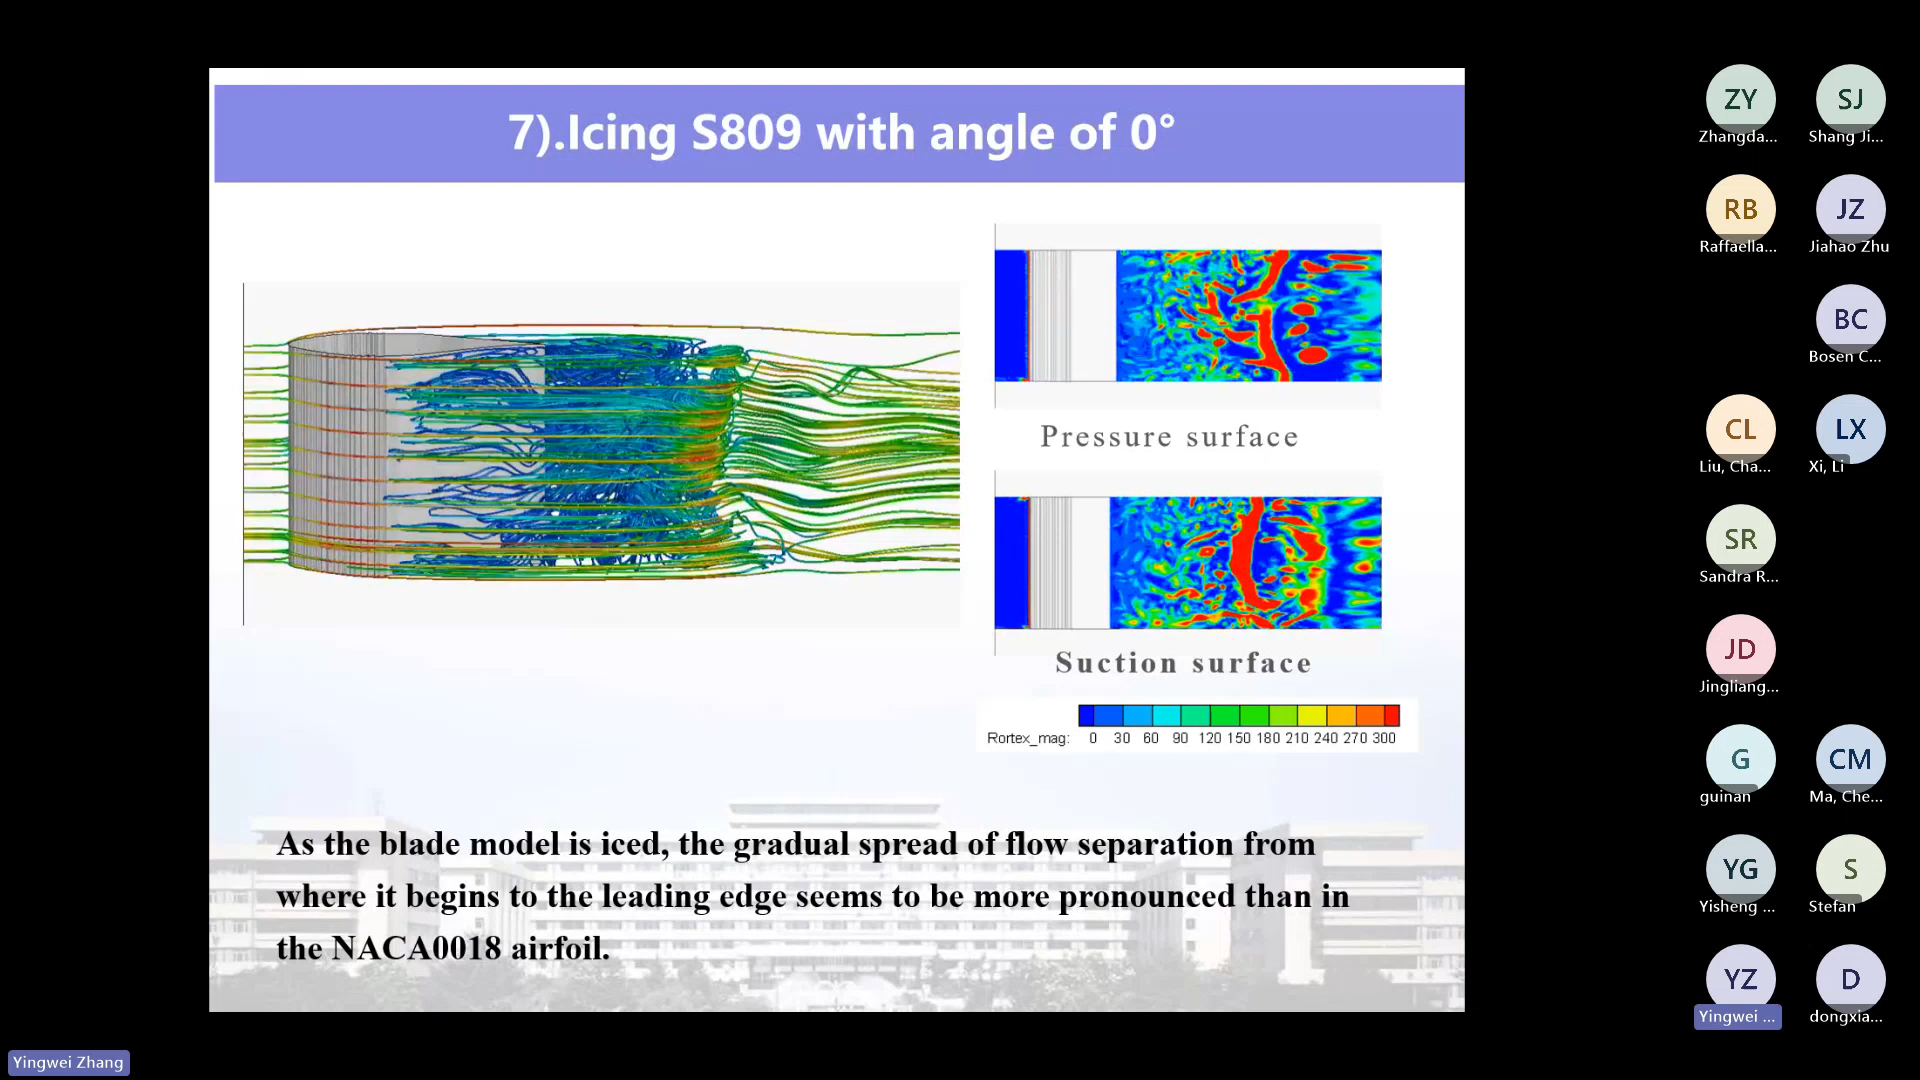 7).Icing S809 with angle of 0°
Pressure surface
Suction surface
Rortex_mag: 0 30 60 90 120 150 180 210 240 270 300
As the blade model is iced, the gradual spread of flow separation from
where it begins to the leading edge seems to be more pronounced than in
the NACA0018 airfoil.
ZY SJ
Zhangda... Shang Ji...
RB JZ
Raffaella... Jiahao Zhu
BC
Bosen C...
CL LX
Liu, Cha... Xi, Li
SR
Sandra R...
JD
Jingliang...
G CM
guinan Ma, Che...
YG S
Yisheng ... Stefan
YZ D
Yingwei ... dongxia...
Yingwei Zhang